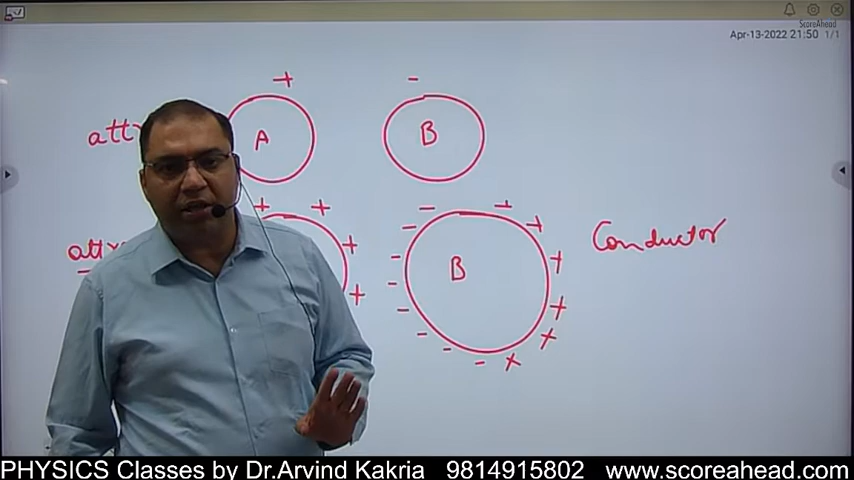 ScoreAhead
Apr-13-2022 21:50 1/1
+ -
A B
+ + + +
- - - - - - - -
B
+ + + + + + +
Conductor
PHYSICS Classes by Dr.Arvind Kakria 9814915802 www.scoreahead.com